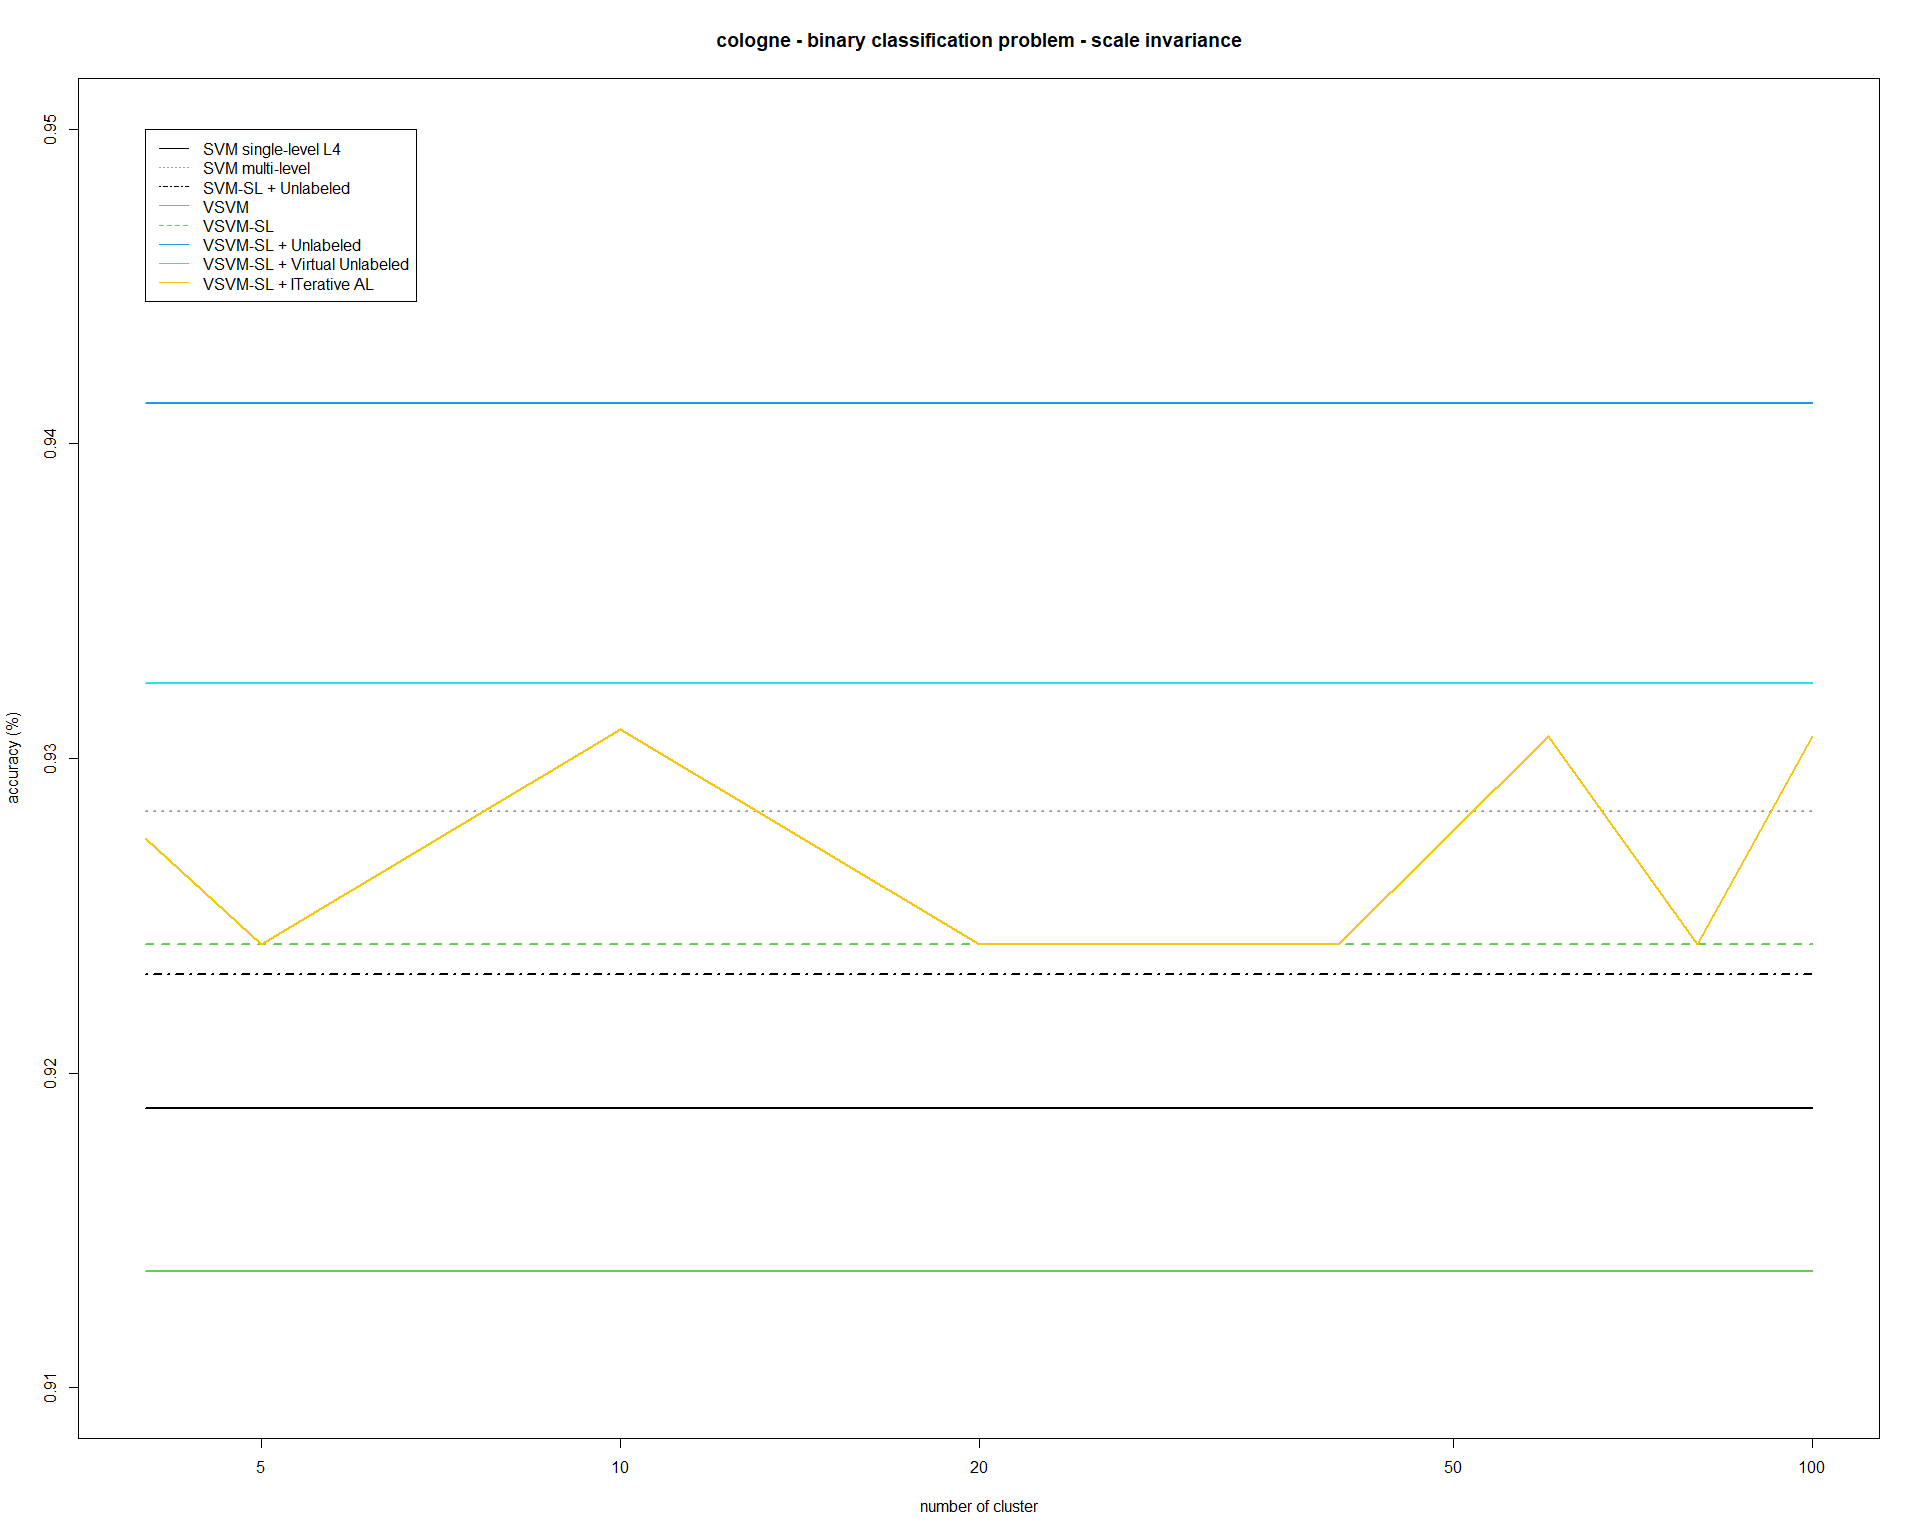 cologne - binary classification problem - scale invariance
0.95
0.94
0.93
0.92
0.91
accuracy (%)
SVM single-level L4
SVM multi-level
SVM-SL + Unlabeled
VSVM
VSVM-SL
VSVM-SL + Unlabeled
VSVM-SL + Virtual Unlabeled
VSVM-SL + ITerative AL
5
10
20
50
100
number of cluster